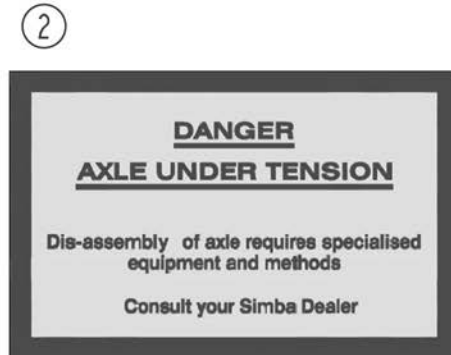 2
DANGER
AXLE UNDER TENSION
Dis-assembly of axle requires specialised
equipment and methods
Consult your Simba Dealer